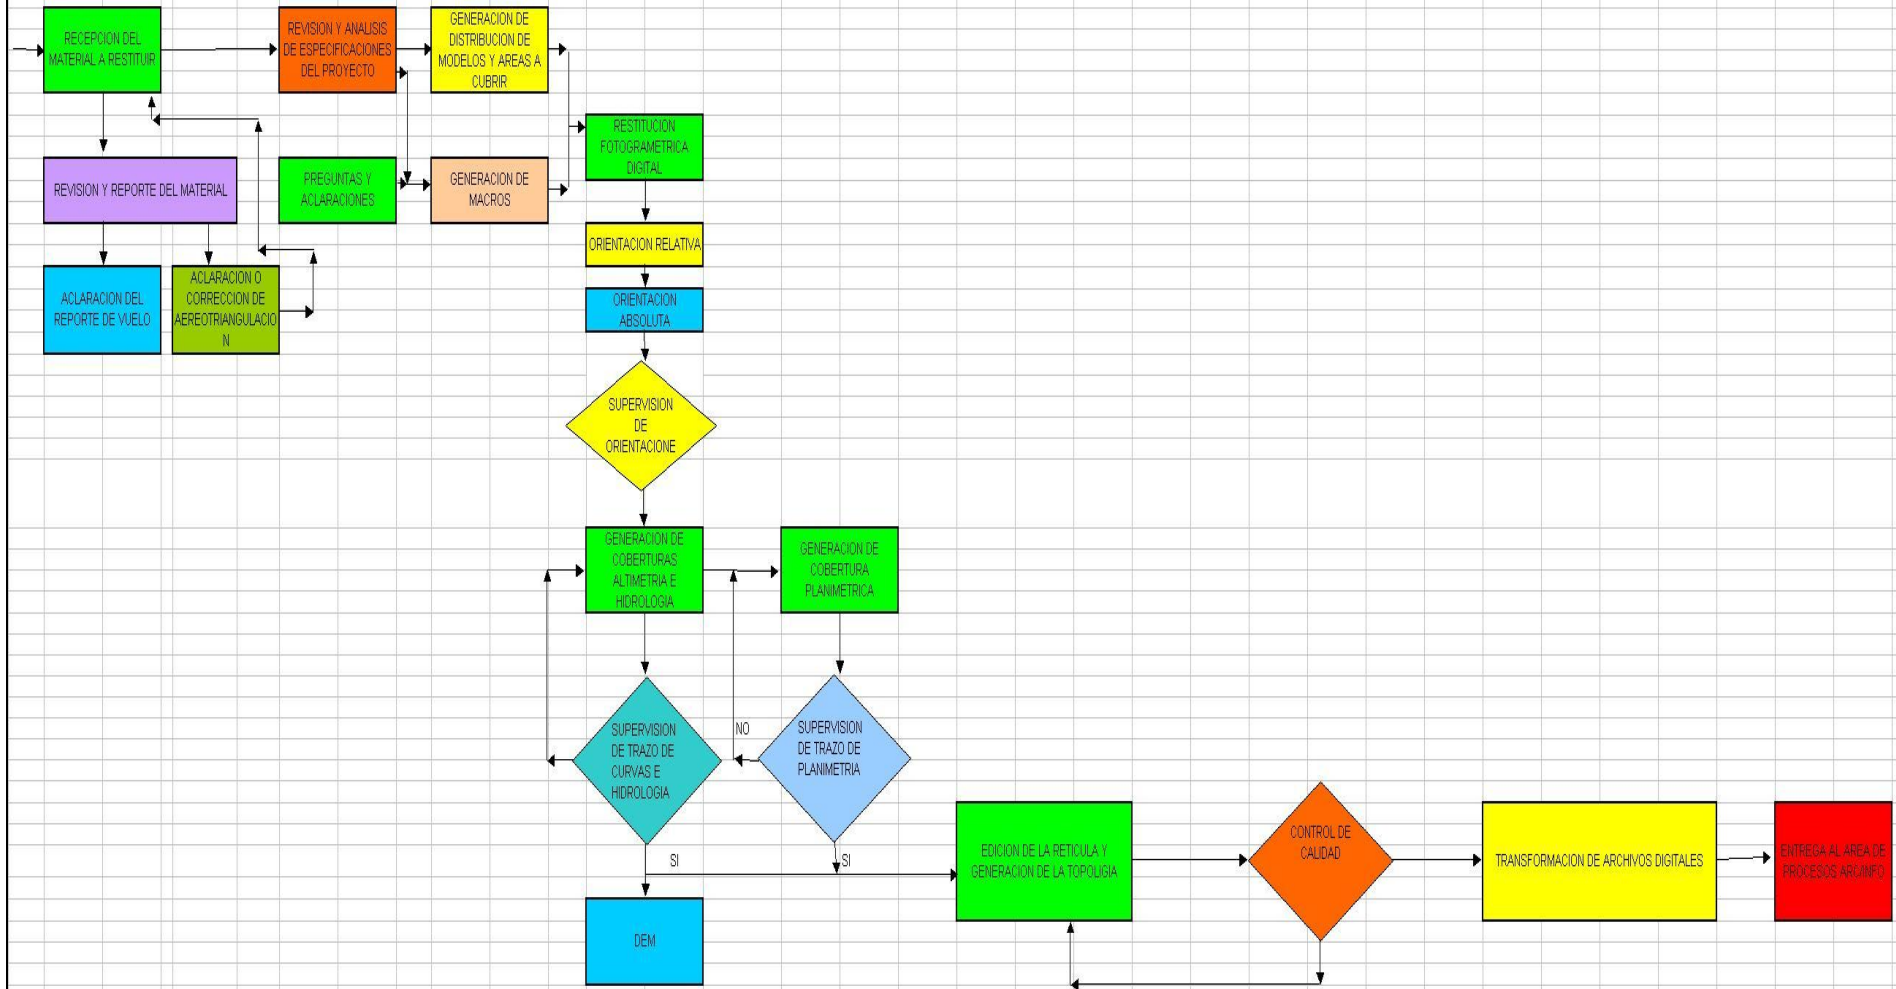 RECEPCION DEL
MATERIAL A RESTITUIR
REVISION Y ANALISIS
DE ESPECIFICACIONES
DEL PROYECTO
GENERACION DE
DISTRIBUCION DE
MODELOS Y AREAS A
CUBRIR
RESTITUCION
FOTOGRAMETRICA
DIGITAL
REVISION Y REPORTE DEL MATERIAL
PREGUNTAS Y
ACLARACIONES
GENERACION DE
MACROS
ORIENTACION RELATIVA
ACLARACION DEL
REPORTE DE VUELO
ACLARACION O
CORRECCION DE
AEREOTRIANGULACIO
N
ORIENTACION
ABSOLUTA
SUPERVISION
DE
ORIENTACIONE
GENERACION DE
COBERTURAS
ALTIMETRIA E
HIDROLOGIA
GENERACION DE
COBERTURA
PLANIMETRICA
SUPERVISION
DE TRAZO DE
CURVAS E
HIDROLOGIA
NO
SUPERVISION
DE TRAZO DE
PLANIMETRIA
SI
SI
EDICION DE LA RETICULA Y
GENERACION DE LA TOPOLIGIA
CONTROL DE
CALIDAD
TRANSFORMACION DE ARCHIVOS DIGITALES
ENTREGA AL AREA DE
PROCESOS ARC/INFO
DEM